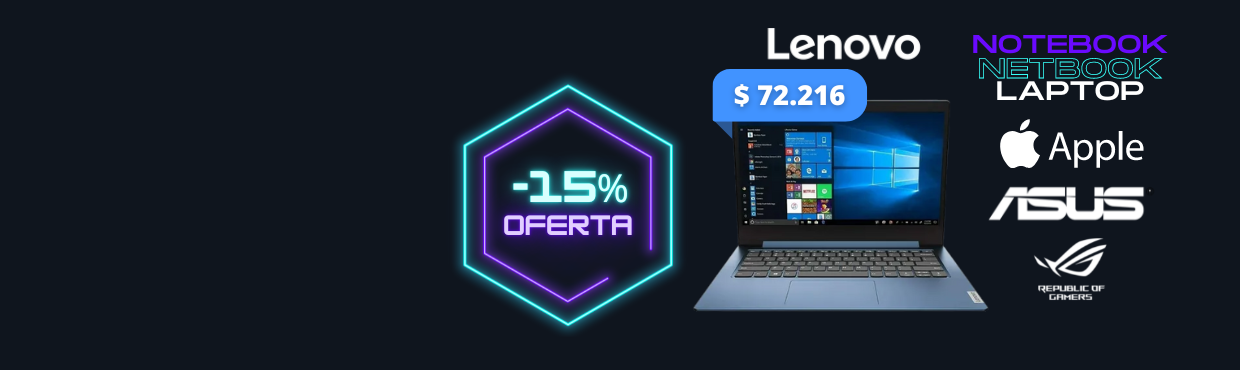 Lenovo
$ 72.216
-15%
OFERTA
NOTEBOOK
NETBOOK
LAPTOP
Apple
ASUS
REPUBLIC OF
GAMERS